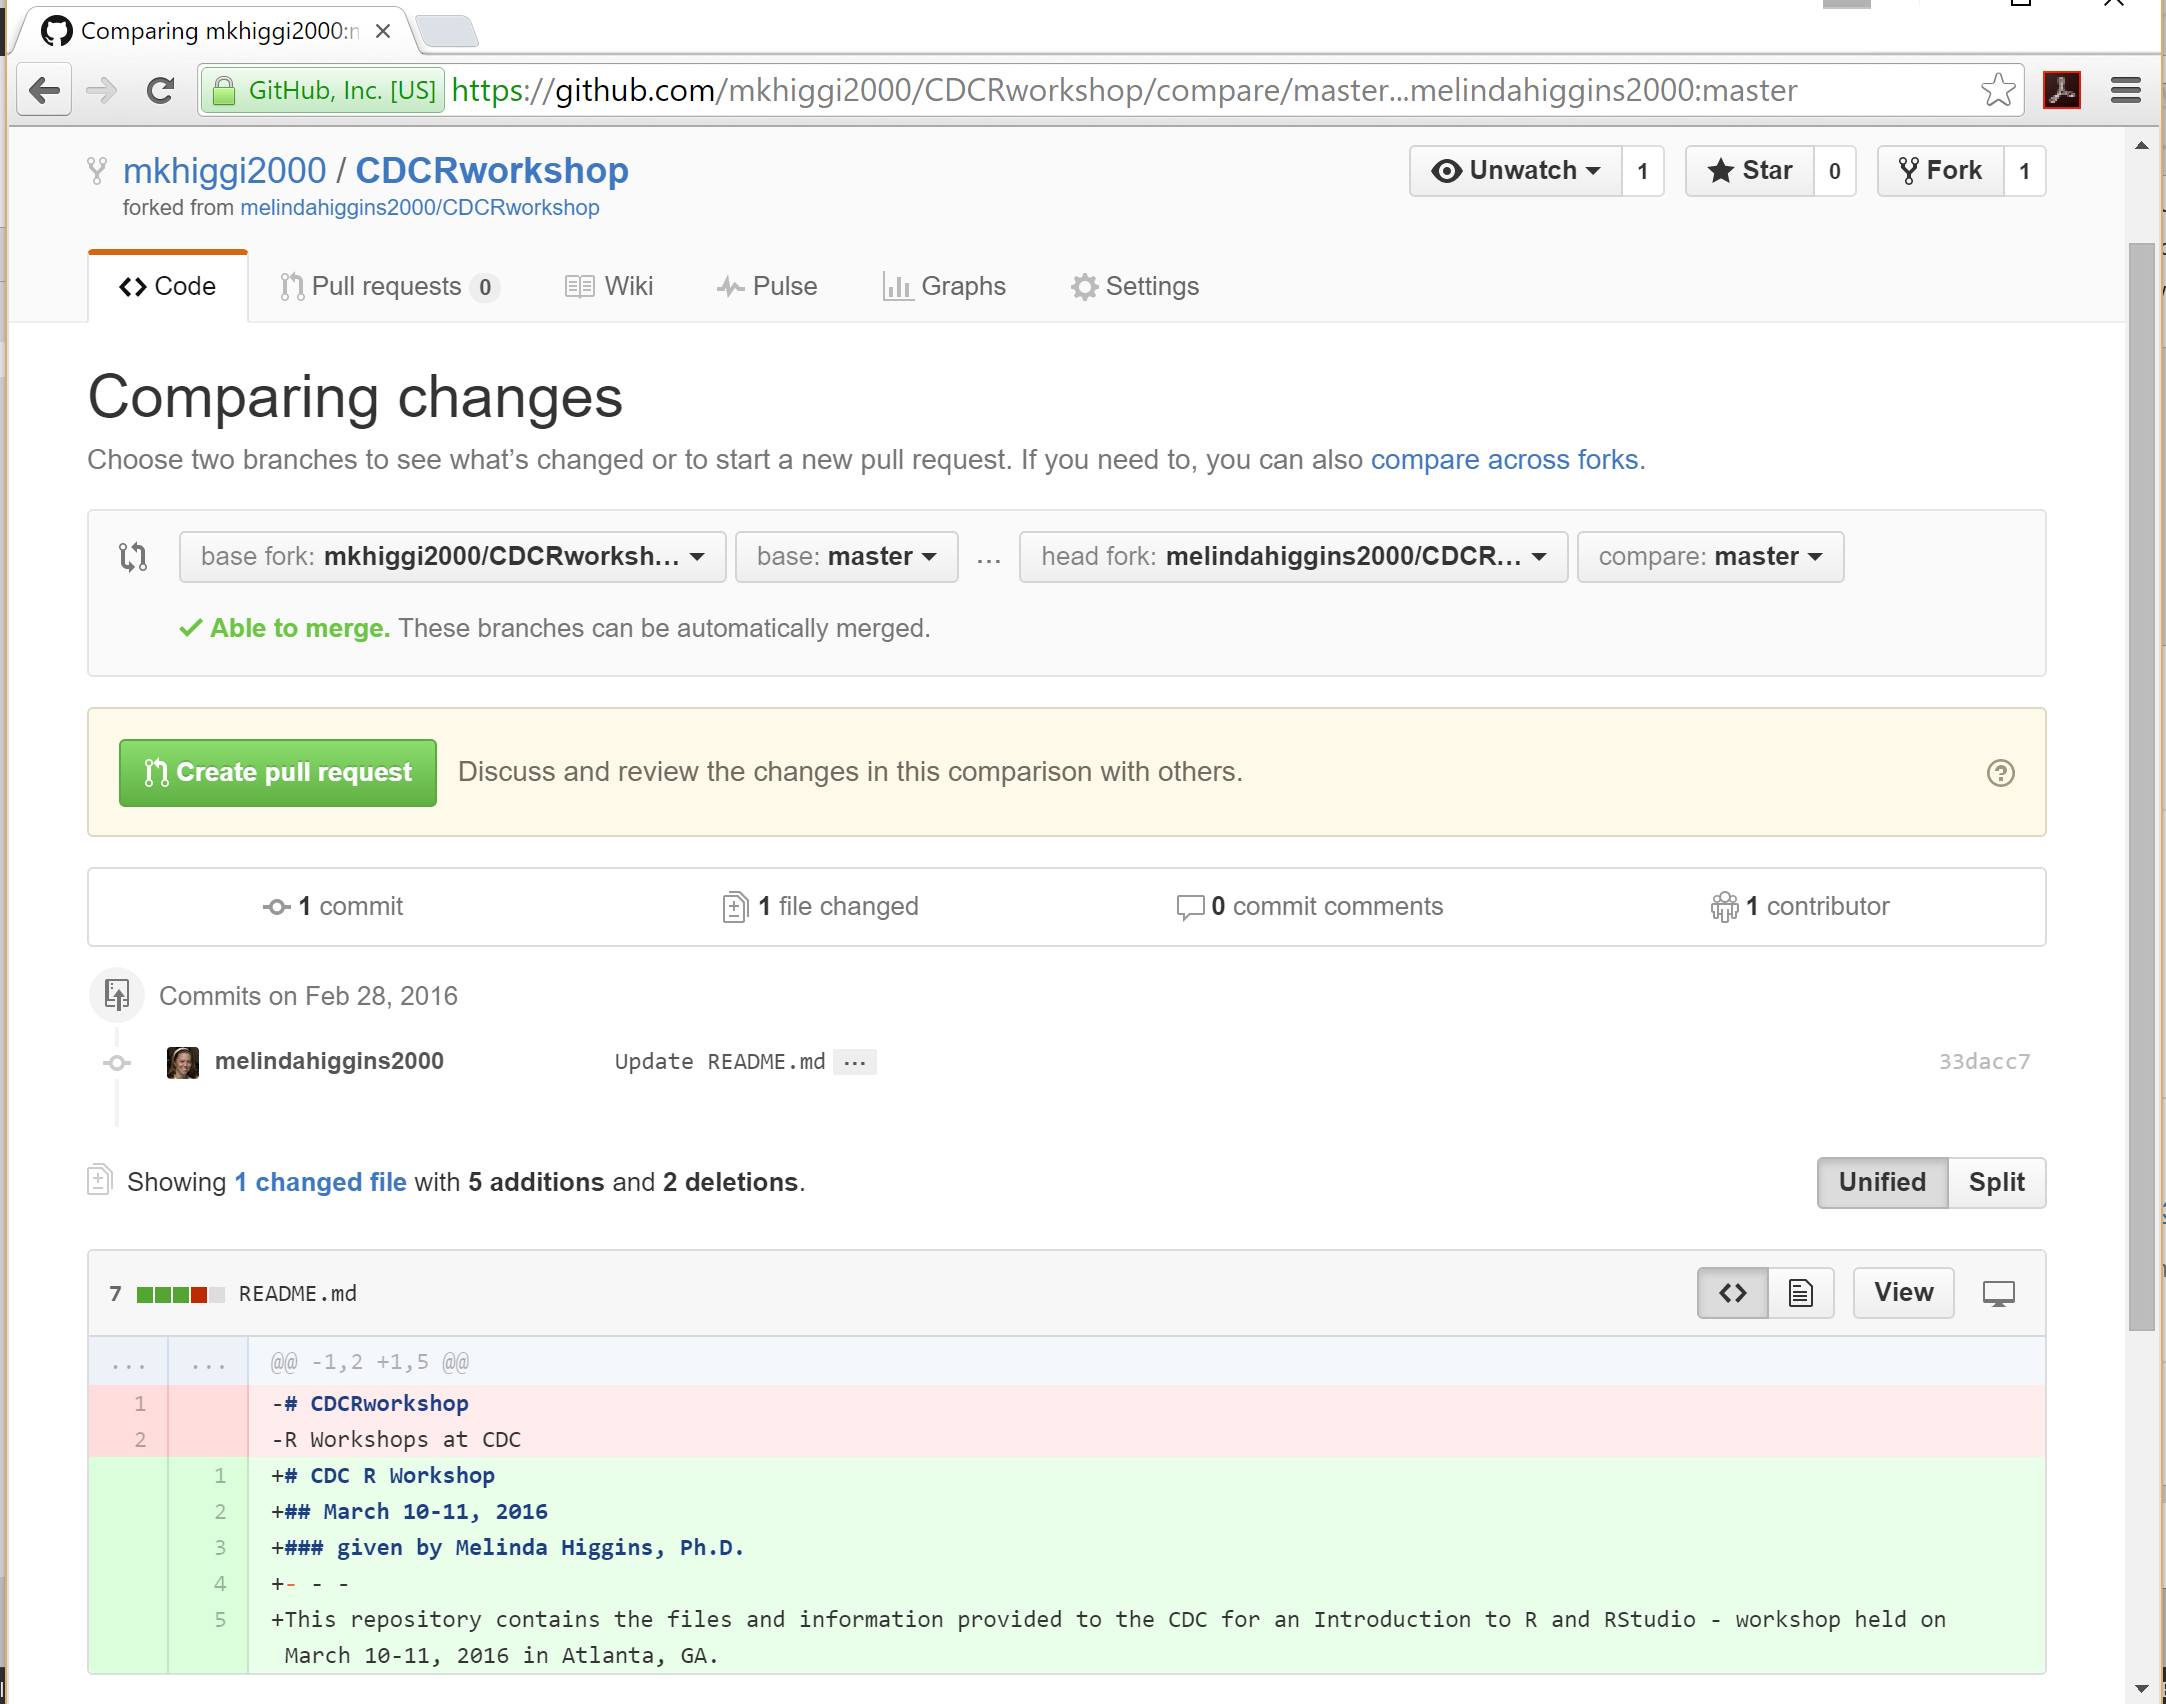 Comparing mkhiggi2000:
GitHub, Inc. [US] https://github.com/mkhiggi2000/CDCRworkshop/compare/master...melindahiggins2000:master
mkhiggi2000 / CDCRworkshop
Unwatch 1 Star 0 Fork 1
forked from melindahiggins2000/CDCRworkshop
Code Pull requests 0 Wiki Pulse Graphs Settings
Comparing changes
Choose two branches to see what's changed or to start a new pull request. If you need to, you can also compare across forks.
base fork: mkhiggi2000/CDCRworksh... base: master ... head fork: melindahiggins2000/CDCR... compare: master
Able to merge. These branches can be automatically merged.
Create pull request Discuss and review the changes in this comparison with others.
1 commit 1 file changed 0 commit comments 1 contributor
Commits on Feb 28, 2016
melindahiggins2000 Update README.md ... 33dacc7
Showing 1 changed file with 5 additions and 2 deletions.
Unified Split
7 README.md
View
... ... @@ -1,2 +1,5 @@
1 -# CDCRworkshop
2 -R Workshops at CDC
1 +# CDC R Workshop
2 +## March 10-11, 2016
3 +### given by Melinda Higgins, Ph.D.
4 +- - -
5 +This repository contains the files and information provided to the CDC for an Introduction to R and RStudio - workshop held on
March 10-11, 2016 in Atlanta, GA.